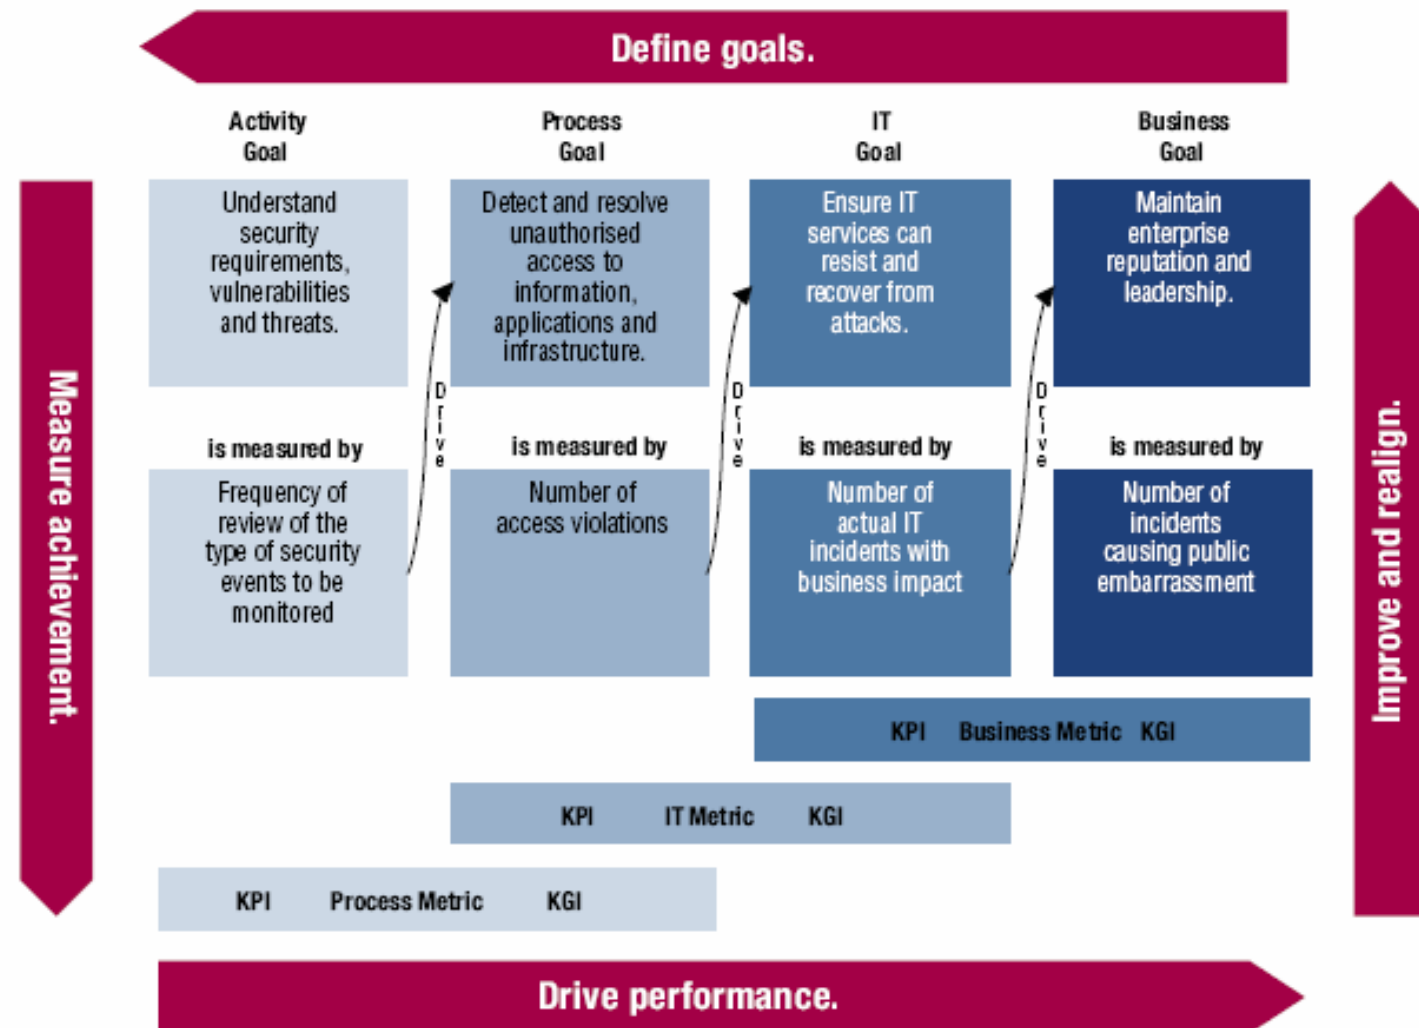 Define goals.
Activity
Goal
Process
Goal
IT
Goal
Business
Goal
Understand
security
requirements,
vulnerabilities
and threats.
Detect and resolve
unauthorised
access to
information,
applications and
infrastructure.
Ensure IT
services can
resist and
recover from
attacks.
Maintain
enterprise
reputation and
leadership.
Drive
Drive
Drive
is measured by
is measured by
is measured by
is measured by
Frequency of
review of the
type of security
events to be
monitored
Number of
access violations
Number of
actual IT
incidents with
business impact
Number of
incidents
causing public
embarrassment
KPI Business Metric KGI
KPI IT Metric KGI
KPI Process Metric KGI
Measure achievement.
Improve and realign.
Drive performance.